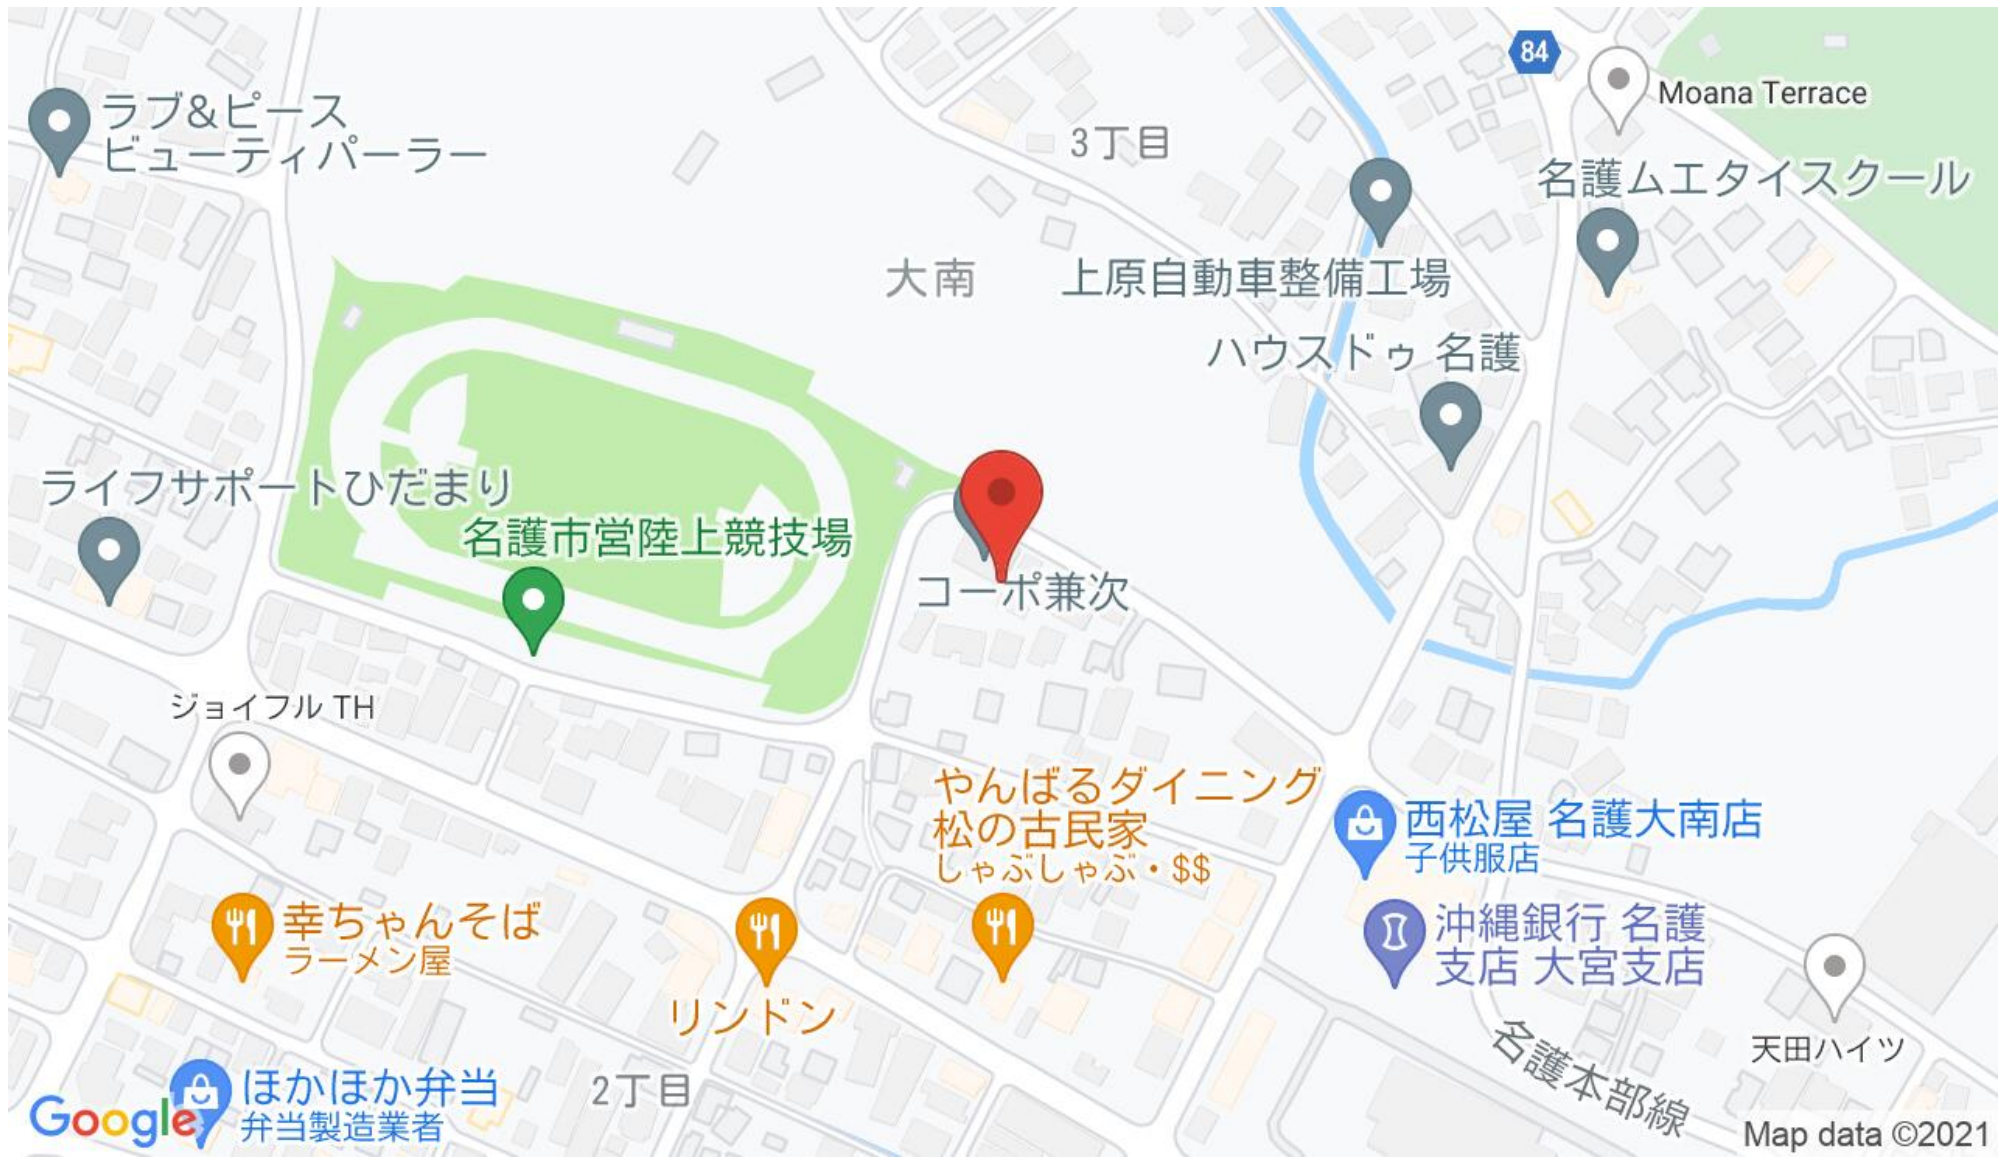 84
Moana Terrace
ラブ&ピース
ビューティパーラー
3丁目
名護ムエタイスクール
大南
上原自動車整備工場
ハウスドゥ 名護
ライフサポートひだまり
名護市営陸上競技場
コーポ兼次
ジョイフル TH
やんばるダイニング
松の古民家
しゃぶしゃぶ・$$
西松屋 名護大南店
子供服店
幸ちゃんそば
ラーメン屋
沖縄銀行 名護
支店 大宮支店
リンドン
天田ハイツ
名護本部線
2丁目
ほかほか弁当
弁当製造業者
Google
Map data ©2021